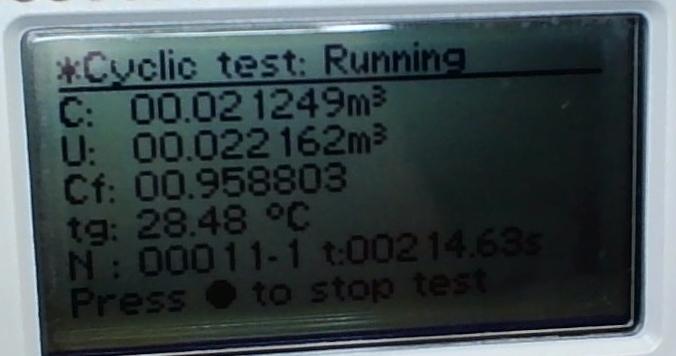 *Cyclic test: Running
C: 00.021249m³
U: 00.022162m³
Cf: 00.958803
tg: 28.48 °C
N : 00011-1 t:00214.63s
Press ● to stop test